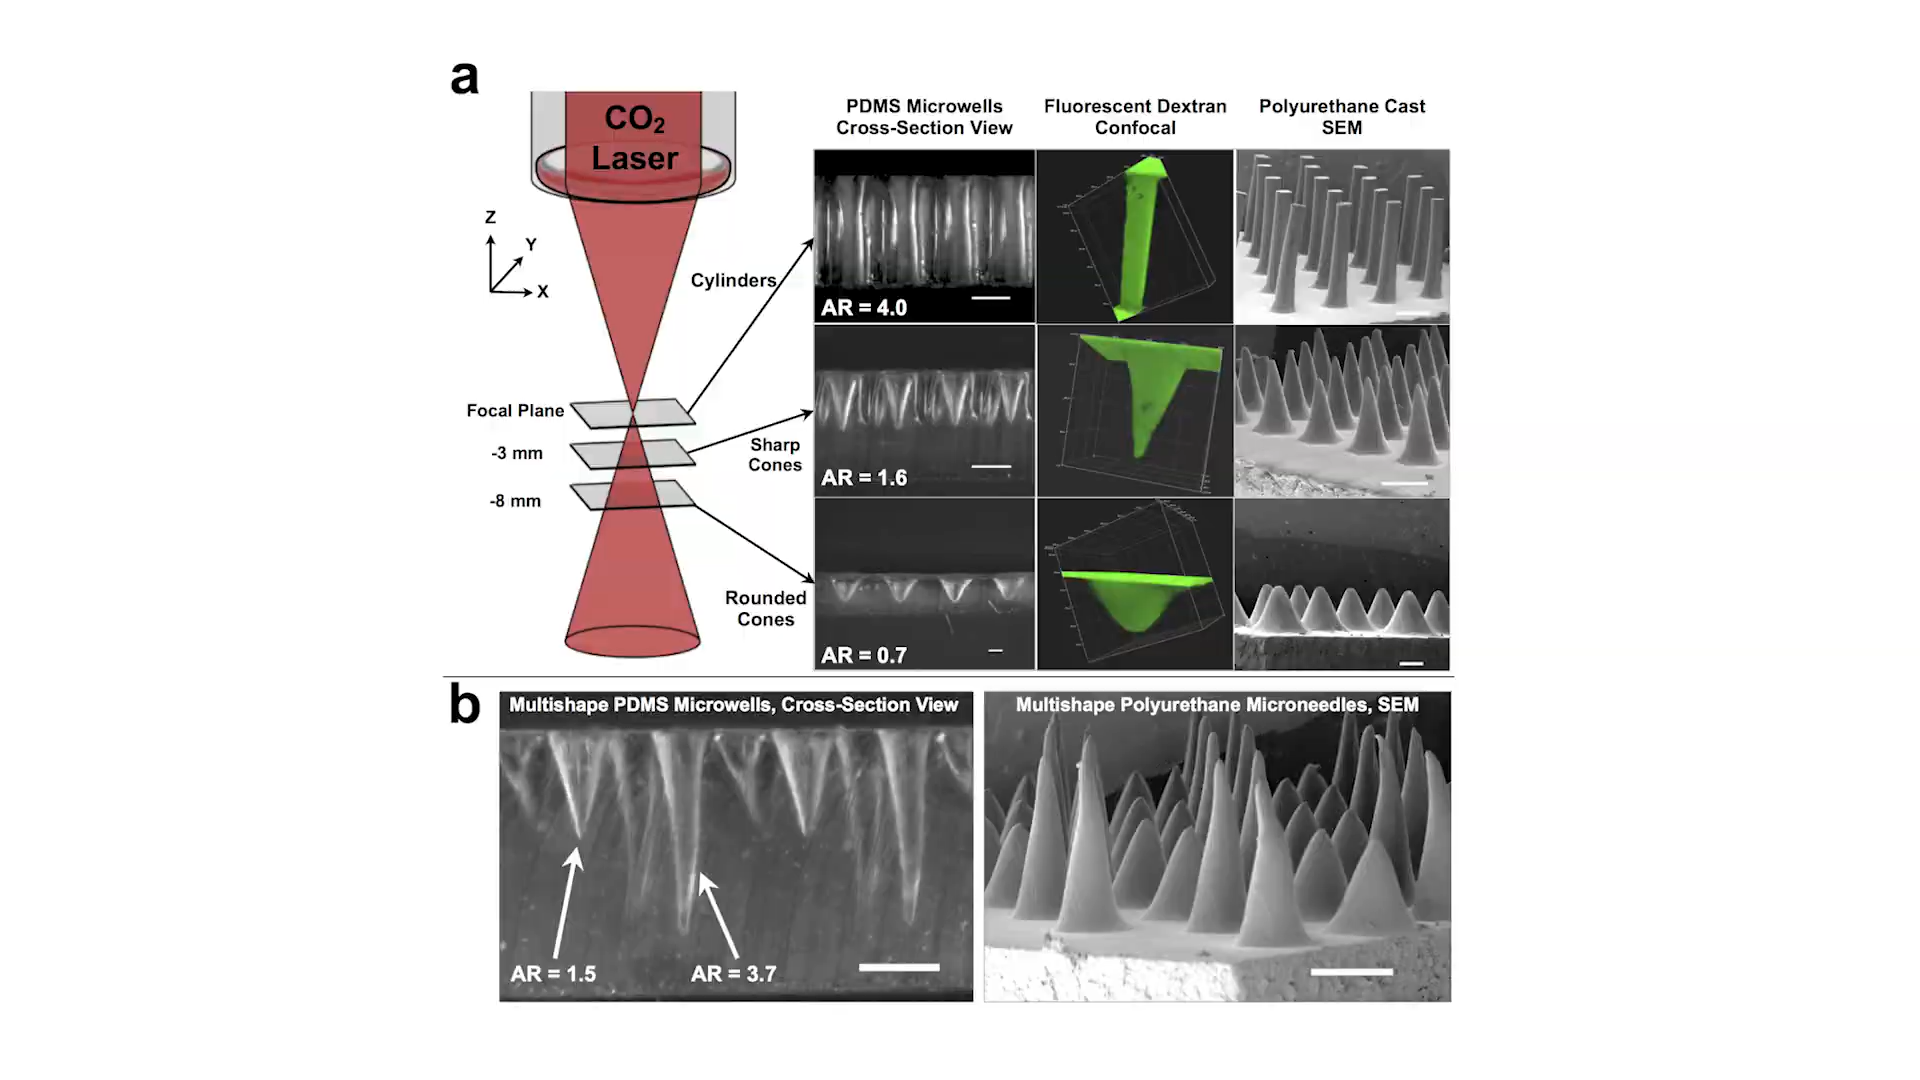 a
CO₂
Laser
Z
Y
X
Focal Plane
-3 mm
-8 mm
Cylinders
Sharp
Cones
Rounded
Cones
PDMS Microwells
Cross-Section View
Fluorescent Dextran
Confocal
Polyurethane Cast
SEM
AR = 4.0
AR = 1.6
AR = 0.7
b
Multishape PDMS Microwells, Cross-Section View
AR = 1.5
AR = 3.7
Multishape Polyurethane Microneedles, SEM